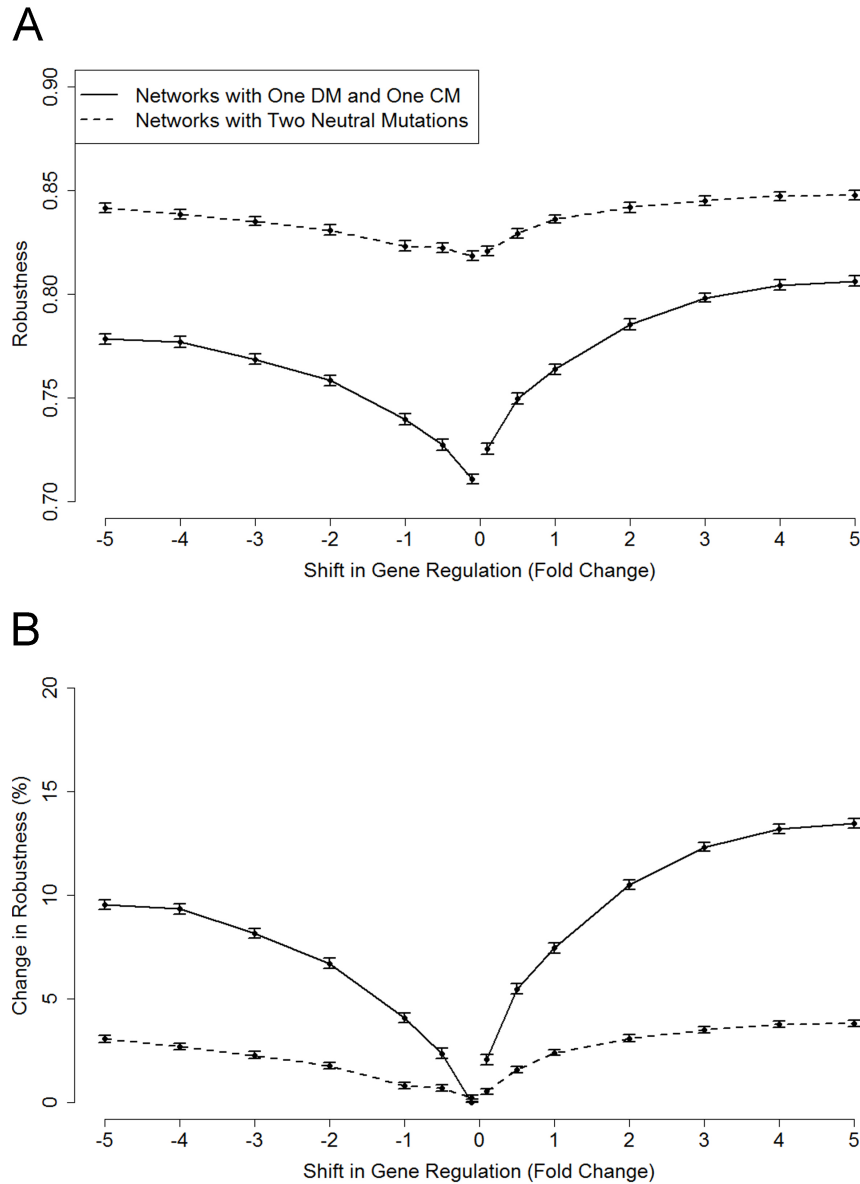 A
Networks with One DM and One CM
Networks with Two Neutral Mutations
Robustness
0.90
0.85
0.80
0.75
0.70
-5 -4 -3 -2 -1 0 1 2 3 4 5
Shift in Gene Regulation (Fold Change)
B
Change in Robustness (%)
20
15
10
5
0
-5 -4 -3 -2 -1 0 1 2 3 4 5
Shift in Gene Regulation (Fold Change)